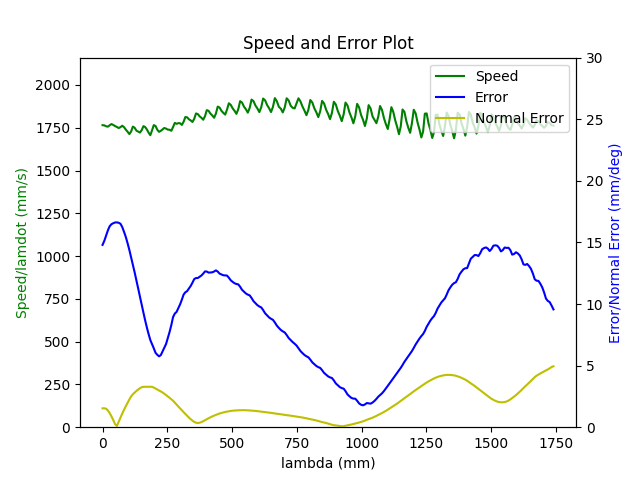 Speed and Error Plot
Speed
Error
Normal Error
2000
1750
1500
1250
1000
750
500
250
0
30
25
20
15
10
5
0
Speed/lamdot (mm/s)
Error/Normal Error (mm/deg)
0 250 500 750 1000 1250 1500 1750
lambda (mm)